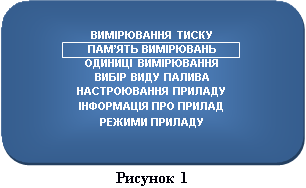 ВИМІРЮВАННЯ ТИСКУ
ПАМ'ЯТЬ ВИМІРЮВАНЬ
ОДИНИЦІ ВИМІРЮВАННЯ
ВИБІР ВИДУ ПАЛИВА
НАСТРОЮВАННЯ ПРИЛАДУ
ІНФОРМАЦІЯ ПРО ПРИЛАД
РЕЖИМИ ПРИЛАДУ
Рисунок 1